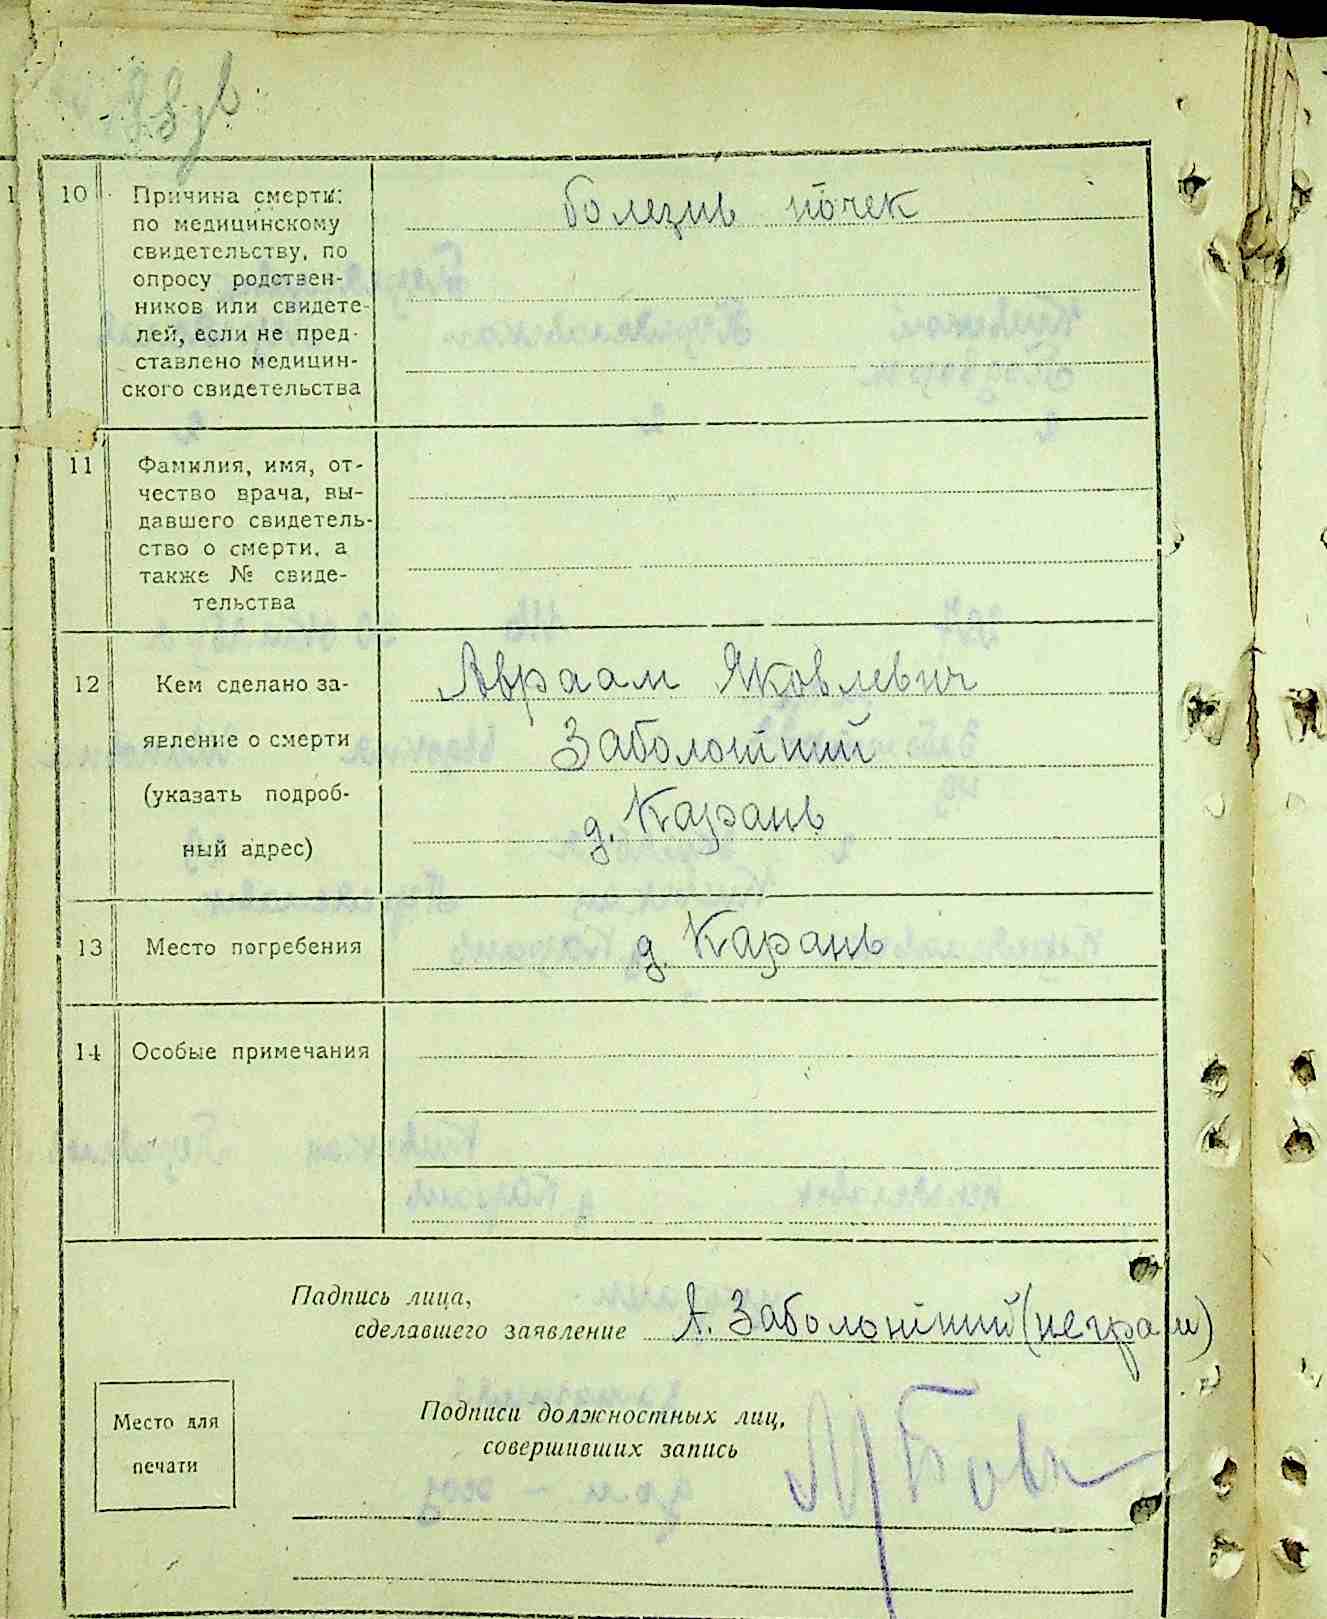 10
Причина смерти:
по медицинскому
свидетельству, по
опросу родствен-
ников или свидете-
лей, если не пред-
ставлено медицин-
ского свидетельства
болезнь почек
11
Фамилия, имя, от-
чество врача, вы-
давшего свидетель-
ство о смерти, а
также № свиде-
тельства
12
Кем сделано за-
явление о смерти
(указать подроб-
ный адрес)
Авраам Яковлевич
Заболотний
д. Карань
13
Место погребения
д. Карань
14
Особые примечания
Падпись лица,
сделавшего заявление А. Заболотний (неграм)
Место для
печати
Подписи должностных лиц,
совершивших запись